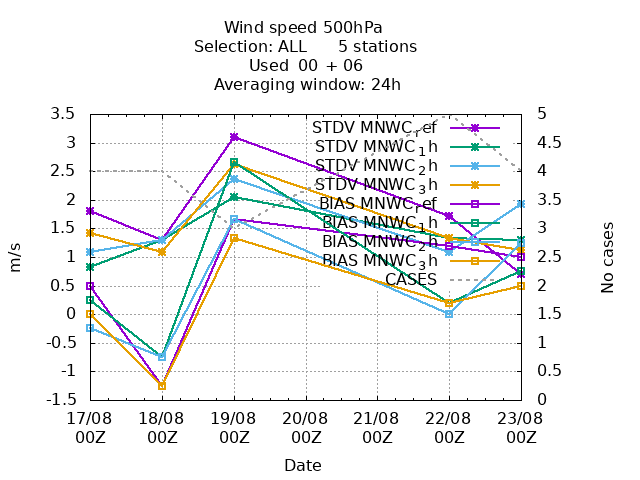 Wind speed 500hPa
Selection: ALL 5 stations
Used 00 + 06
Averaging window: 24h
3.5
3
2.5
2
1.5
1
0.5
0
-0.5
-1
-1.5
m/s
5
4.5
4
3.5
3
2.5
2
1.5
1
0.5
0
No cases
STDV MNWC_ref
STDV MNWC_1h
STDV MNWC_2h
STDV MNWC_3h
BIAS MNWC_ref
BIAS MNWC_1h
BIAS MNWC_2h
BIAS MNWC_3h
CASES
17/08 18/08 19/08 20/08 21/08 22/08 23/08
00Z 00Z 00Z 00Z 00Z 00Z 00Z
Date